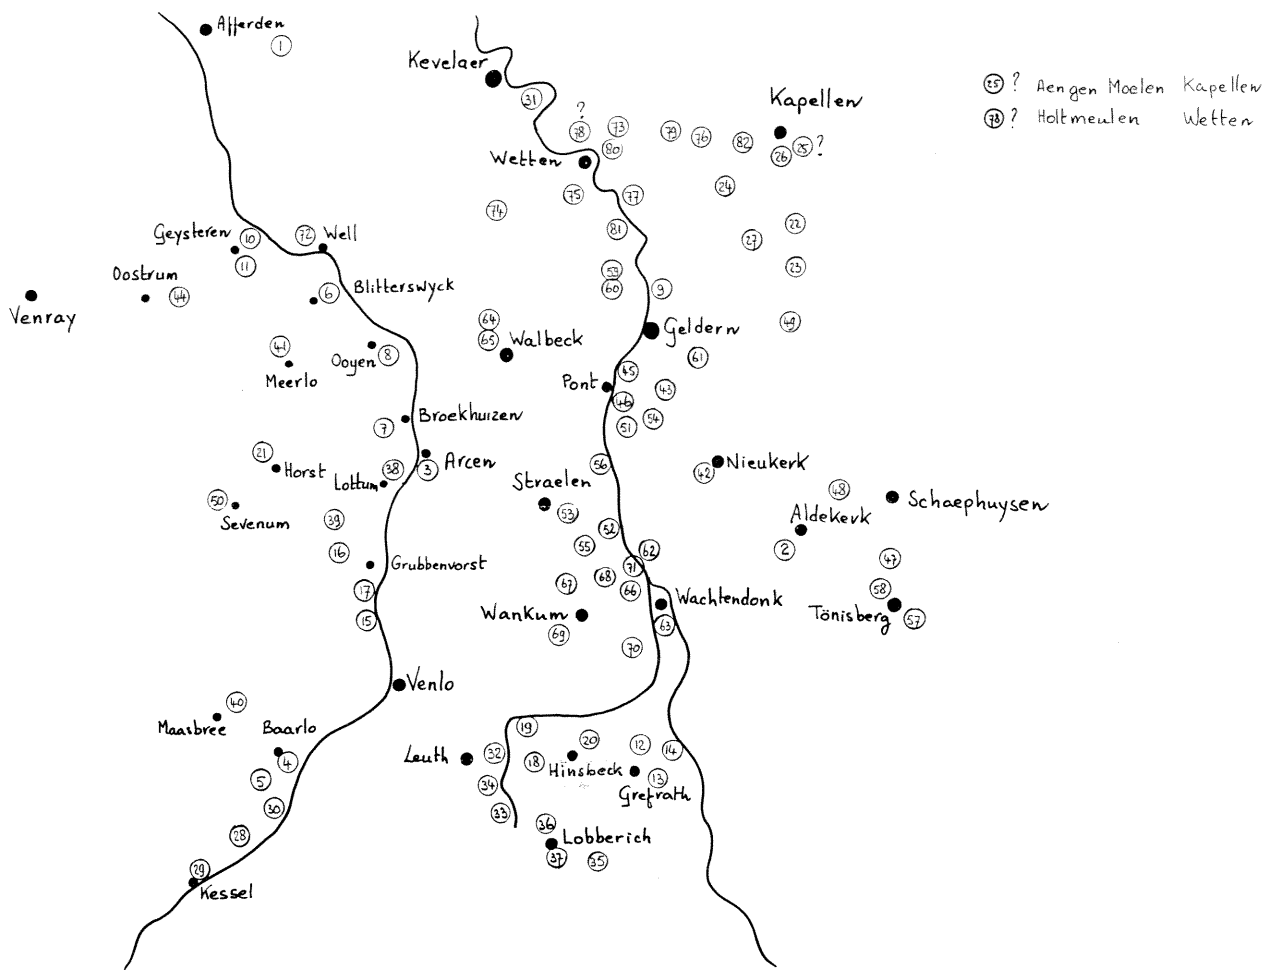 Afferden
1
Kevelaer
31
?
78
73
79
76
82
Kapellen
26
25 ?
25 ? Aengen Moelen Kapellen
78 ? Holtmeulen Wetten
Wetten
80
75
77
24
74
81
22
27
23
Geysteren
10
72
Well
11
Oostrum
44
Venray
6
Blitterswyck
59
60
9
49
64
65
Walbeck
Geldern
61
41
Meerlo
Ooyen
8
Pont
45
46
43
51
54
7
Broekhuizen
21
Horst
Lottum
38
3
Arcen
56
42
Nieukerk
50
Sevenum
39
Straelen
53
52
48
Schaephuysen
Aldekerk
2
16
Grubbenvorst
55
62
71
47
17
15
67
68
66
Wachtendonk
58
Tönisberg
57
Wankum
69
63
70
Venlo
40
Maasbree
Baarlo
4
5
30
28
29
Kessel
19
Leuth
32
18
20
Hinsbeck
12
14
13
Grefrath
34
33
36
Lobberich
37
35